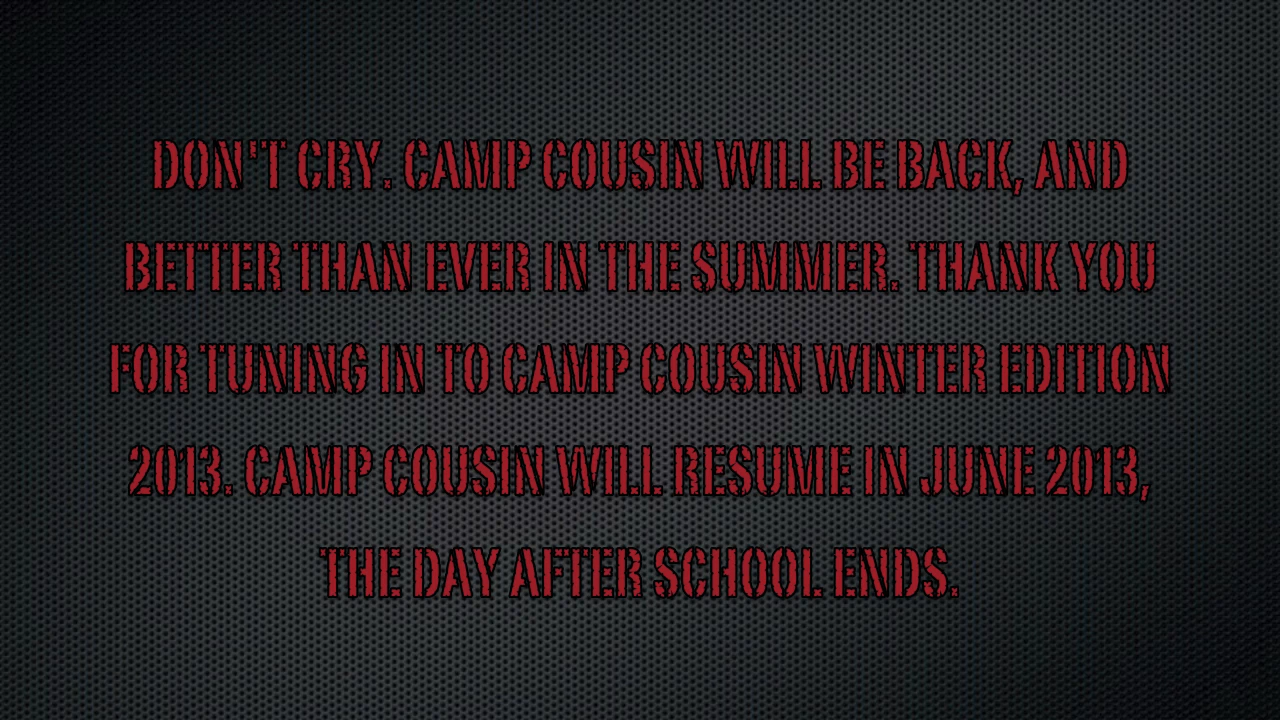 DON'T CRY. CAMP COUSIN WILL BE BACK, AND
BETTER THAN EVER IN THE SUMMER. THANK YOU
FOR TUNING IN TO CAMP COUSIN WINTER EDITION
2013. CAMP COUSIN WILL RESUME IN JUNE 2013,
THE DAY AFTER SCHOOL ENDS.